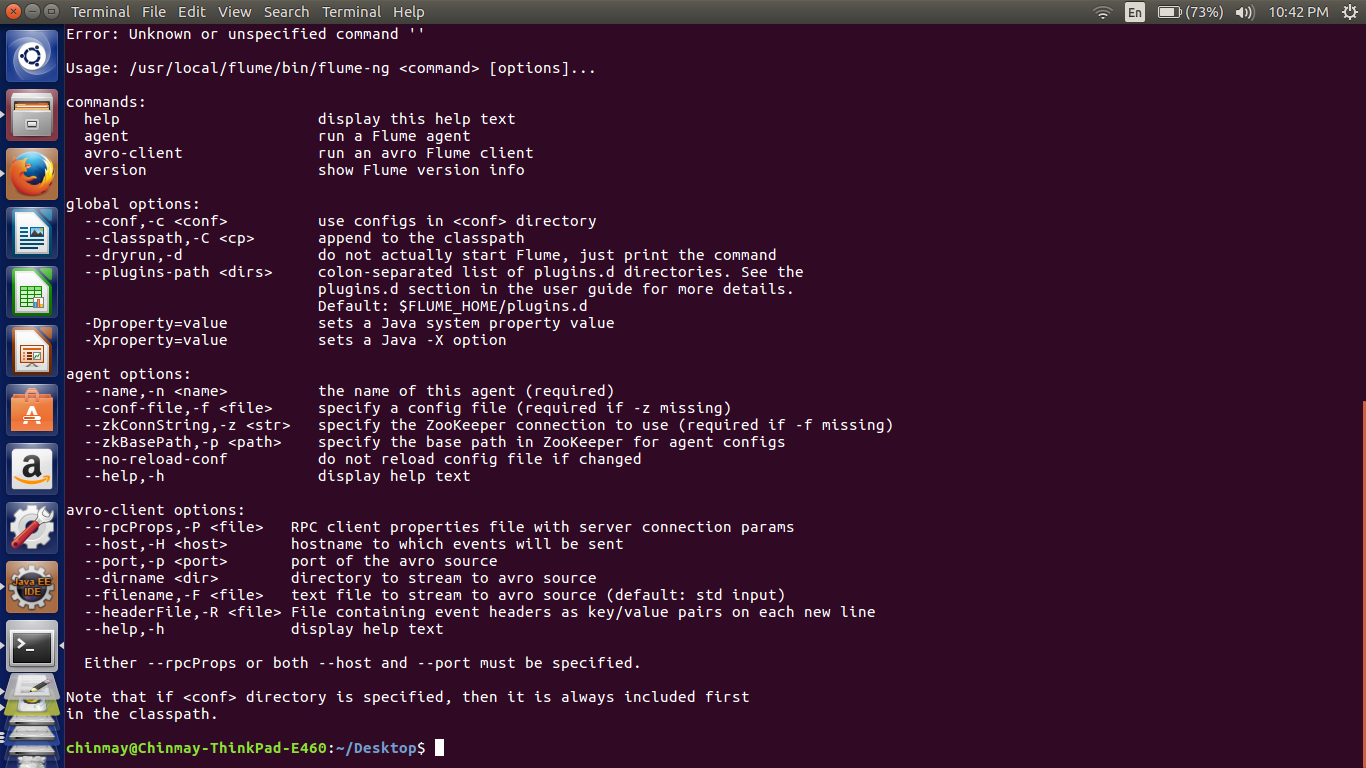 Terminal File Edit View Search Terminal Help En (73%) 10:42 PM
Error: Unknown or unspecified command ''
Usage: /usr/local/flume/bin/flume-ng <command> [options]...
commands:
help display this help text
agent run a Flume agent
avro-client run an avro Flume client
version show Flume version info
global options:
--conf,-c <conf> use configs in <conf> directory
--classpath,-C <cp> append to the classpath
--dryrun,-d do not actually start Flume, just print the command
--plugins-path <dirs> colon-separated list of plugins.d directories. See the
plugins.d section in the user guide for more details.
Default: $FLUME_HOME/plugins.d
-Dproperty=value sets a Java system property value
-Xproperty=value sets a Java -X option
agent options:
--name,-n <name> the name of this agent (required)
--conf-file,-f <file> specify a config file (required if -z missing)
--zkConnString,-z <str> specify the ZooKeeper connection to use (required if -f missing)
--zkBasePath,-p <path> specify the base path in ZooKeeper for agent configs
--no-reload-conf do not reload config file if changed
--help,-h display help text
avro-client options:
--rpcProps,-P <file> RPC client properties file with server connection params
--host,-H <host> hostname to which events will be sent
--port,-p <port> port of the avro source
--dirname <dir> directory to stream to avro source
--filename,-F <file> text file to stream to avro source (default: std input)
--headerFile,-R <file> File containing event headers as key/value pairs on each new line
--help,-h display help text
Either --rpcProps or both --host and --port must be specified.
Note that if <conf> directory is specified, then it is always included first
in the classpath.
chinmay@Chinmay-ThinkPad-E460:~/Desktop$
Java EE
IDE